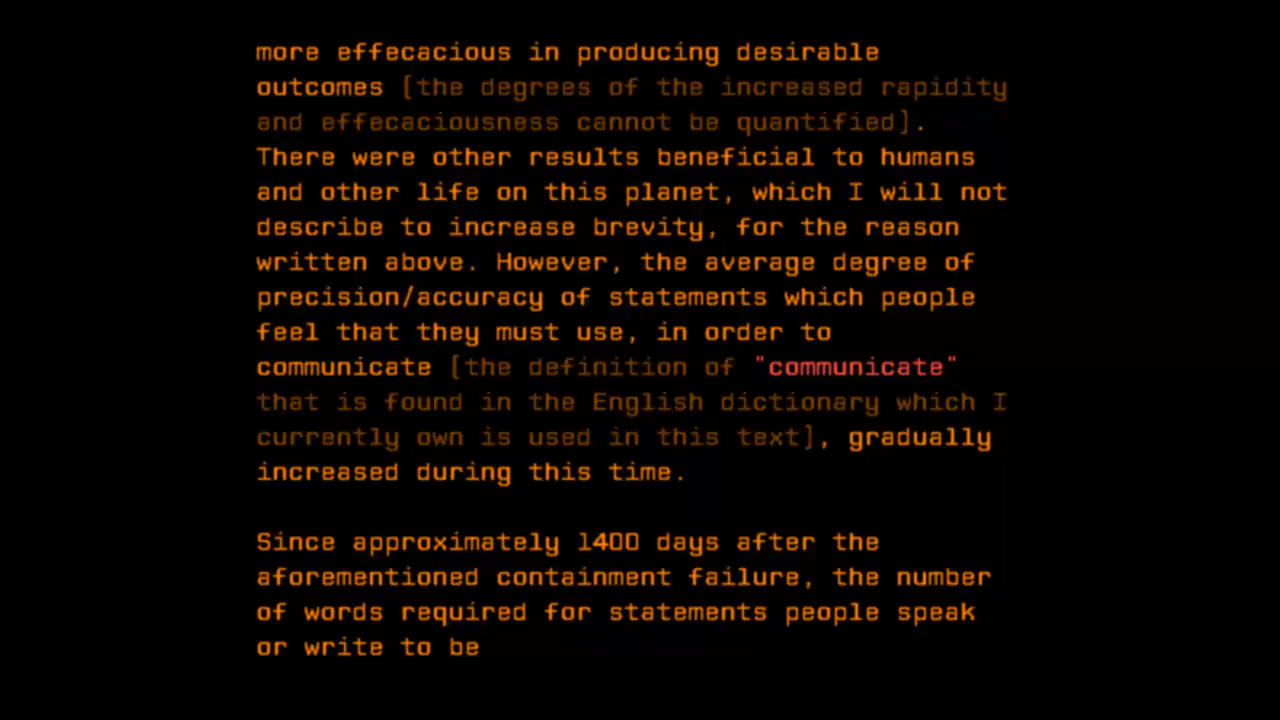 more effecacious in producing desirable
outcomes [the degrees of the increased rapidity
and effecaciousness cannot be quantified].
There were other results beneficial to humans
and other life on this planet, which I will not
describe to increase brevity, for the reason
written above. However, the average degree of
precision/accuracy of statements which people
feel that they must use, in order to
communicate [the definition of "communicate"
that is found in the English dictionary which I
currently own is used in this text], gradually
increased during this time.
Since approximately 1400 days after the
aforementioned containment failure, the number
of words required for statements people speak
or write to be